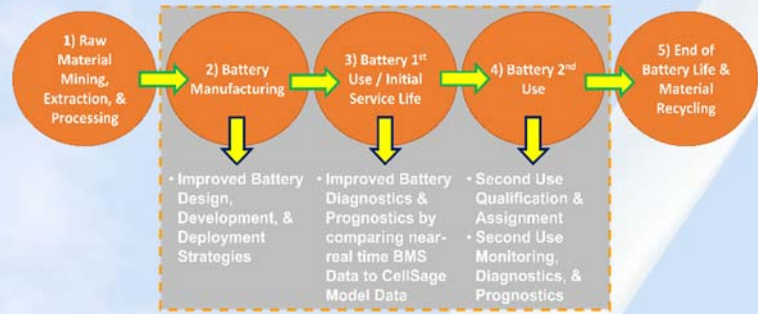 1) Raw
Material
Mining,
Extraction, &
Processing
2) Battery
Manufacturing
3) Battery 1st
Use / Initial
Service Life
4) Battery 2nd
Use
5) End of
Battery Life &
Material
Recycling
• Improved Battery
Design,
Development, &
Deployment
Strategies
• Improved Battery
Diagnostics &
Prognostics by
comparing near-
real time BMS
Data to CellSage
Model Data
• Second Use
Qualification &
Assignment
• Second Use
Monitoring,
Diagnostics, &
Prognostics